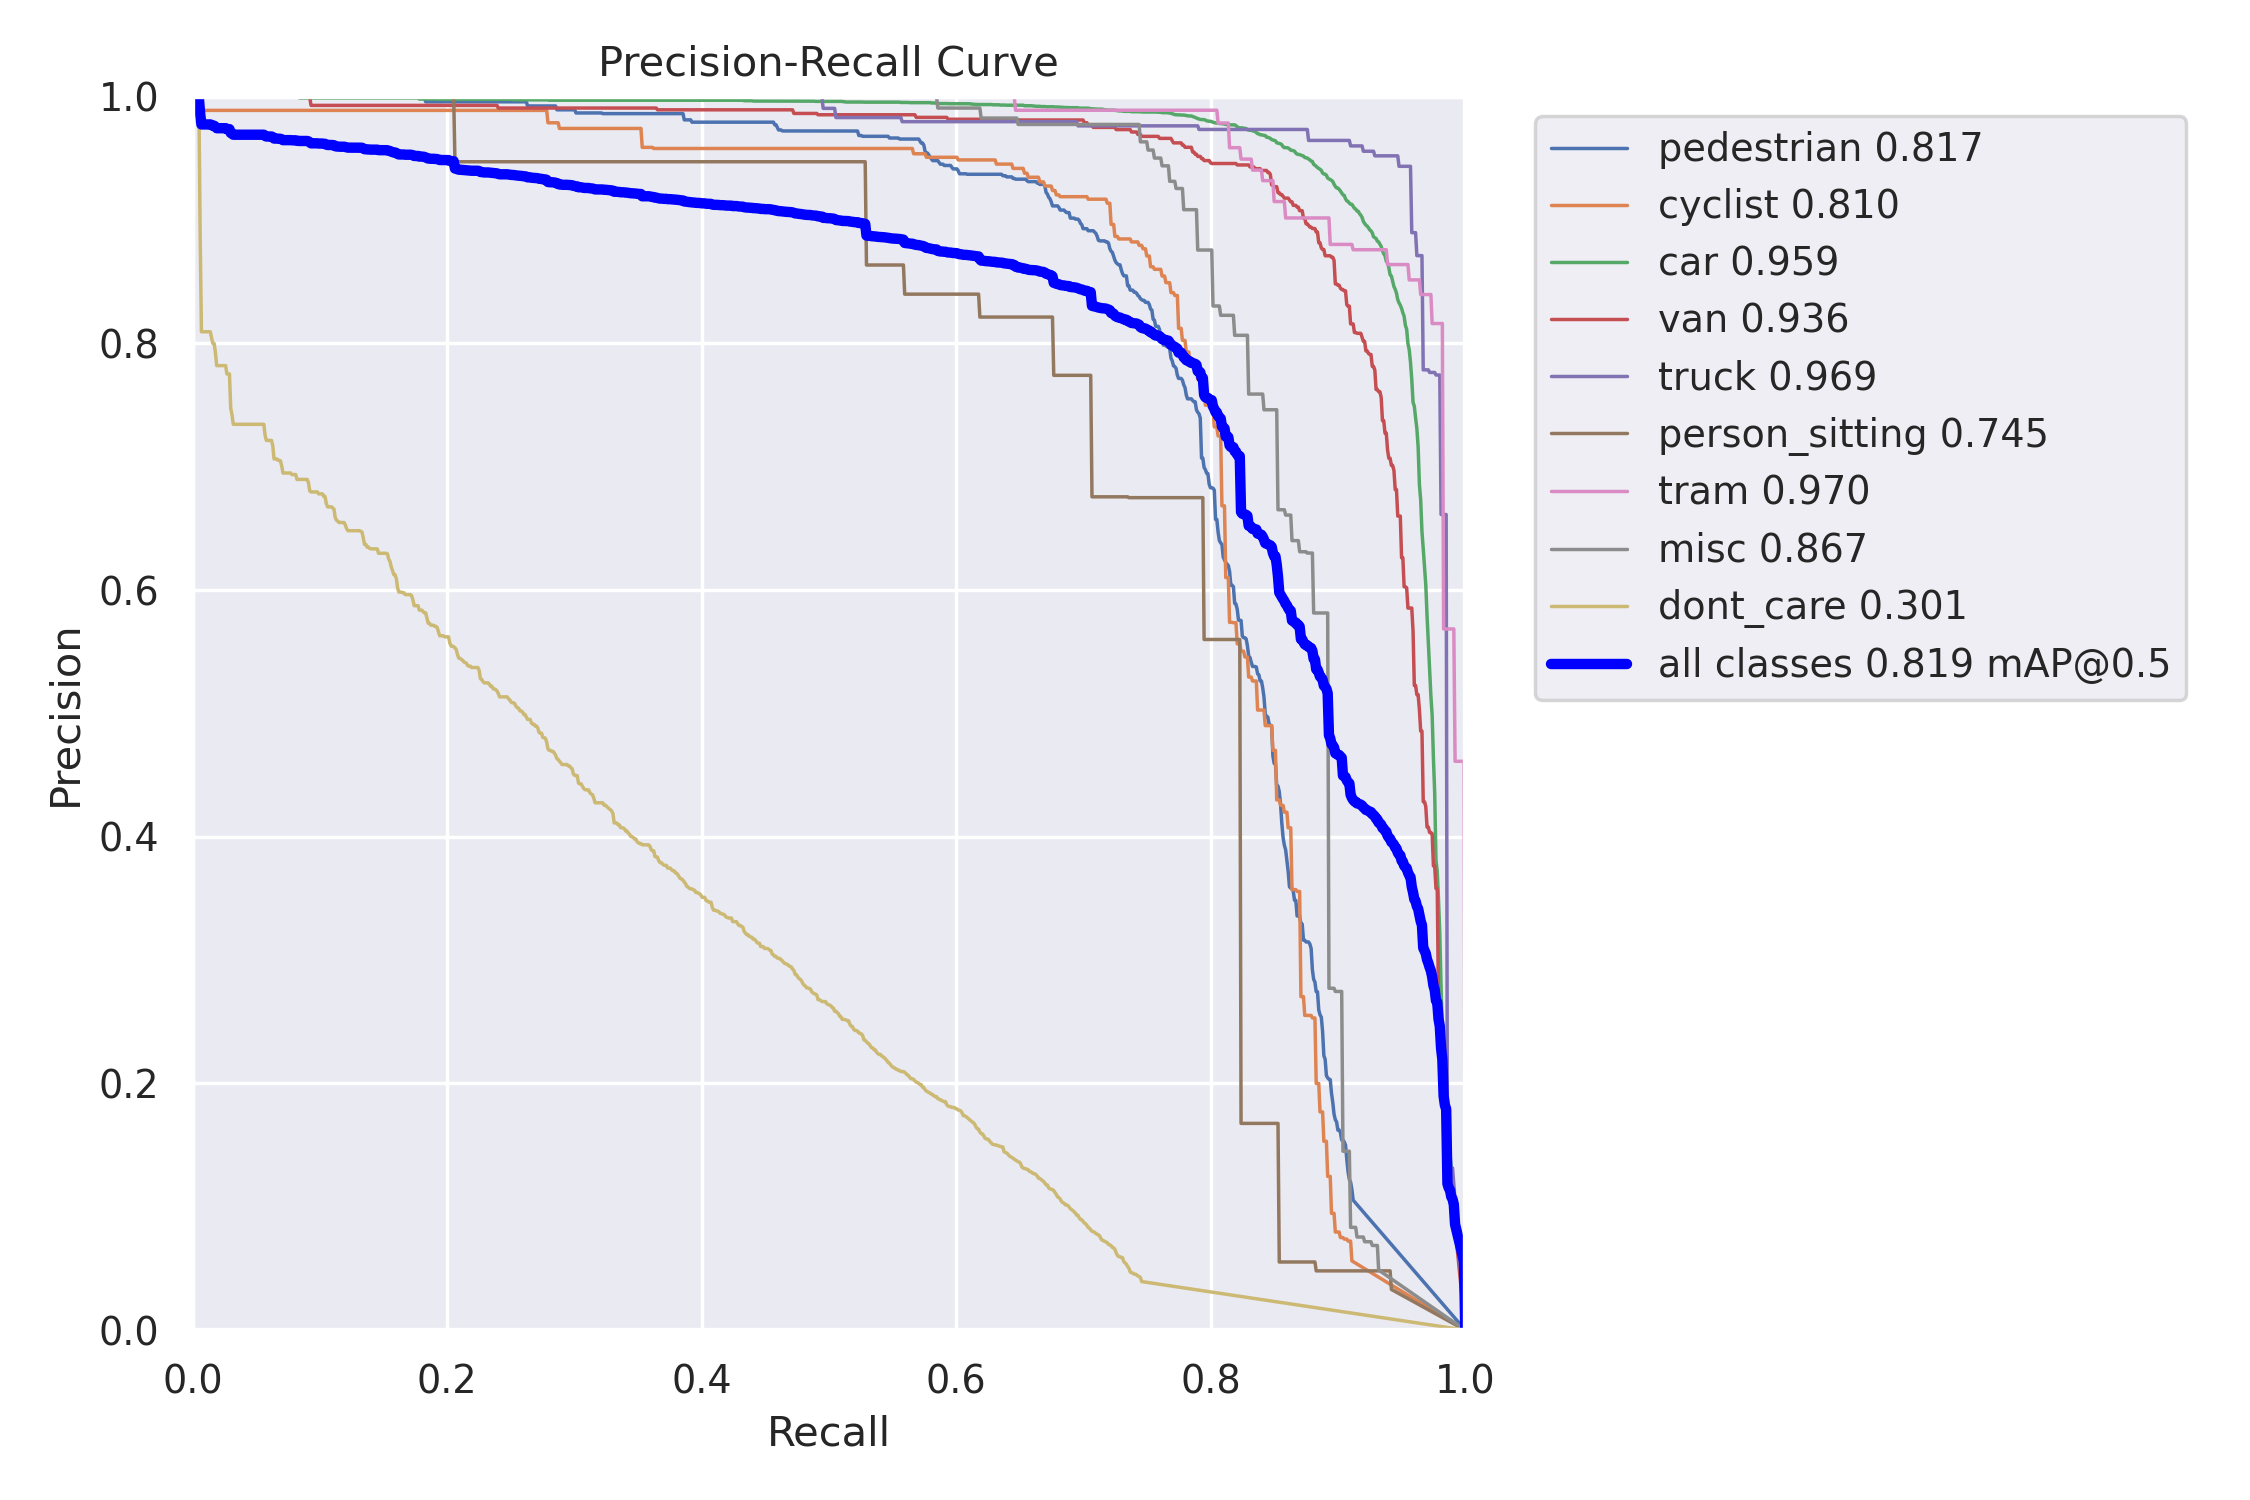 Precision-Recall Curve
1.0
0.8
0.6
0.4
0.2
0.0
Precision
0.0 0.2 0.4 0.6 0.8 1.0
Recall
pedestrian 0.817
cyclist 0.810
car 0.959
van 0.936
truck 0.969
person_sitting 0.745
tram 0.970
misc 0.867
dont_care 0.301
all classes 0.819 mAP@0.5